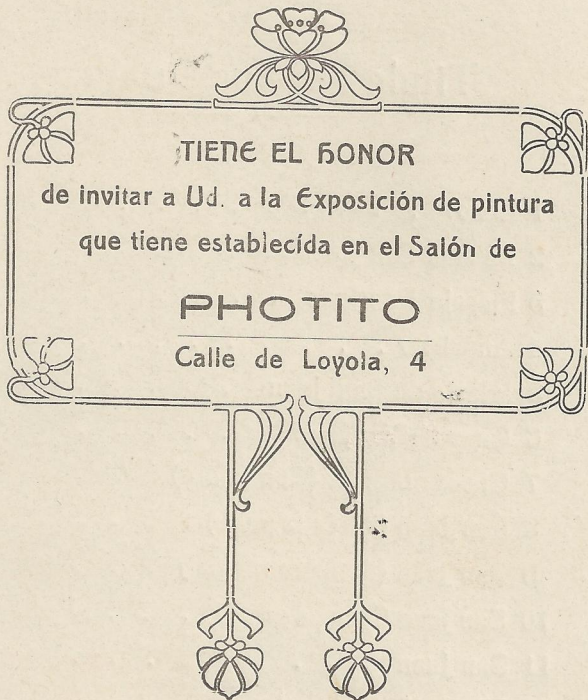 TIENE EL HONOR
de invitar a Ud. a la Exposición de pintura
que tiene establecída en el Salón de
PHOTITO
Calle de Loyola, 4